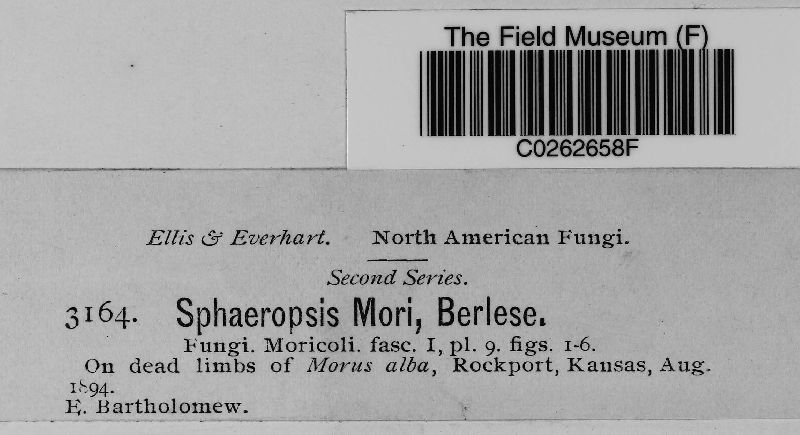 The Field Museum (F)
C0262658F
Ellis & Everhart. North American Fungi.
Second Series.
3164. Sphaeropsis Mori, Berlese.
Fungi. Moricoli. fasc. I, pl. 9. figs. 1-6.
On dead limbs of Morus alba, Rockport, Kansas, Aug.
1894.
E. Bartholomew.